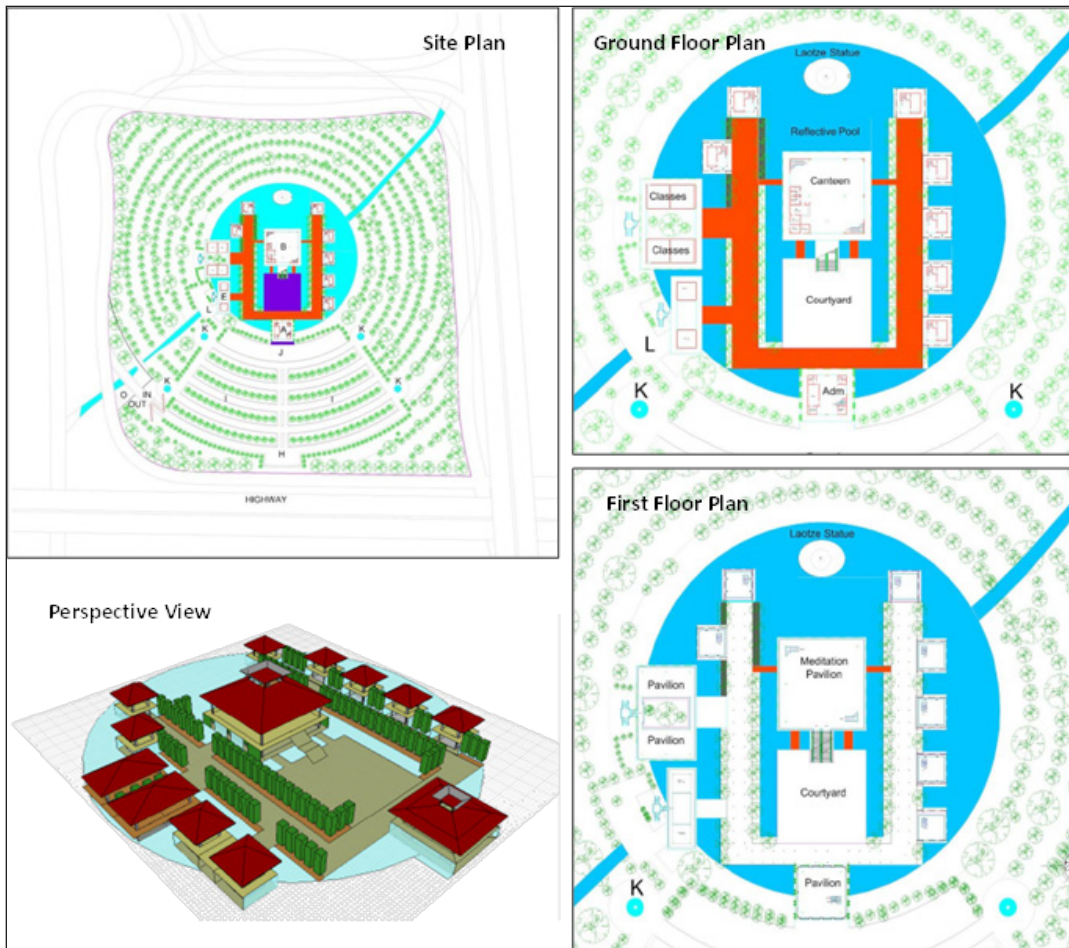 Site Plan
B
E
L
A
K
K
J
K
K
O
IN
OUT
I
I
H
HIGHWAY
Ground Floor Plan
Laotze Statue
Reflective Pool
Canteen
Classes
Classes
Courtyard
L
Adm
K
K
Perspective View
First Floor Plan
Laotze Statue
Meditation
Pavilion
Pavilion
Pavilion
Courtyard
Pavilion
K